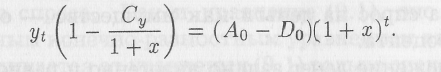 y_t \left( 1 - \frac{C_y}{1 + x} \right) = (A_0 - D_0)(1 + x)^t.